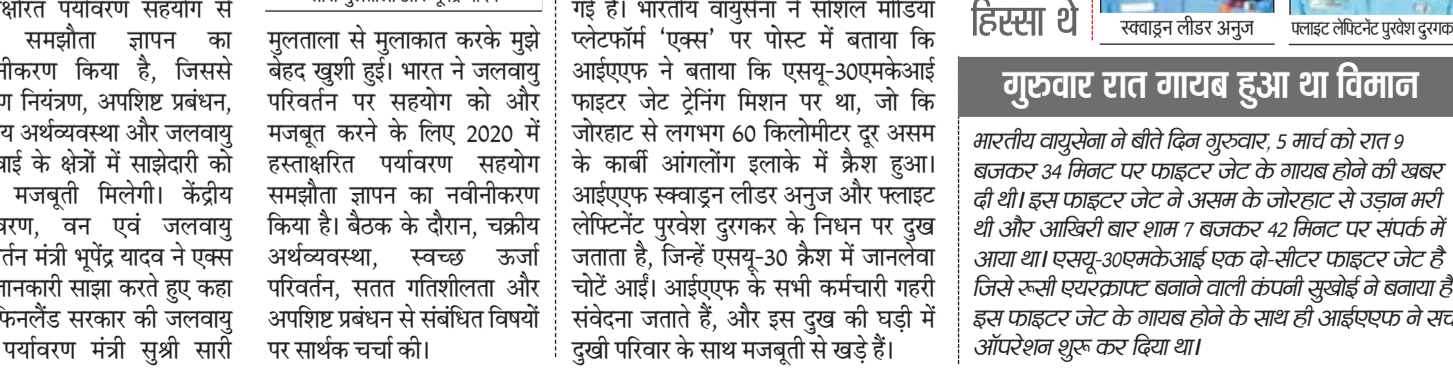 पर्यावरण सहयोग से
समझौता ज्ञापन का
किया है, जिससे
नियंत्रण, अपशिष्ट प्रबंधन,
अर्थव्यवस्था और जलवायु
के क्षेत्रों में साझेदारी को
मजबूती मिलेगी। केंद्रीय
वन एवं जलवायु
मंत्री भूपेंद्र यादव ने एक्स
साझा करते हुए कहा
सरकार की जलवायु
पर्यावरण मंत्री सुश्री सारी
मुलताला से मुलाकात करके मुझे
बेहद खुशी हुई। भारत ने जलवायु
परिवर्तन पर सहयोग को और
मजबूत करने के लिए 2020 में
हस्ताक्षरित पर्यावरण सहयोग
समझौता ज्ञापन का नवीनीकरण
किया है। बैठक के दौरान, चक्रीय
अर्थव्यवस्था, स्वच्छ ऊर्जा
परिवर्तन, सतत गतिशीलता और
अपशिष्ट प्रबंधन से संबंधित विषयों
पर सार्थक चर्चा की।
गई है। भारतीय वायुसेना ने सोशल मीडिया
प्लेटफॉर्म ‘एक्स’ पर पोस्ट में बताया कि
आईएएफ ने बताया कि एसयू-30एमकेआई
फाइटर जेट ट्रेनिंग मिशन पर था, जो कि
जोरहाट से लगभग 60 किलोमीटर दूर असम
के कार्बी आंगलोंग इलाके में क्रैश हुआ।
आईएएफ स्क्वाड्रन लीडर अनुज और फ्लाइट
लेफ्टिनेंट पुरवेश दुरगकर के निधन पर दुख
जताता है, जिन्हें एसयू-30 क्रैश में जानलेवा
चोटें आईं। आईएएफ के सभी कर्मचारी गहरी
संवेदना जताते हैं, और इस दुख की घड़ी में
दुखी परिवार के साथ मजबूती से खड़े हैं।
हिस्सा थे
स्क्वाड्रन लीडर अनुज
फ्लाइट लेफ्टिनेंट पुरवेश दुरगक
गुरुवार रात गायब हुआ था विमान
भारतीय वायुसेना ने बीते दिन गुरुवार, 5 मार्च को रात 9
बजकर 34 मिनट पर फाइटर जेट के गायब होने की खबर
दी थी। इस फाइटर जेट ने असम के जोरहाट से उड़ान भरी
थी और आखिरी बार शाम 7 बजकर 42 मिनट पर संपर्क में
आया था। एसयू-30एमकेआई एक दो-सीटर फाइटर जेट है
जिसे रूसी एयरक्राफ्ट बनाने वाली कंपनी सुखोई ने बनाया है
इस फाइटर जेट के गायब होने के साथ ही आईएएफ ने सर्च
ऑपरेशन शुरू कर दिया था।